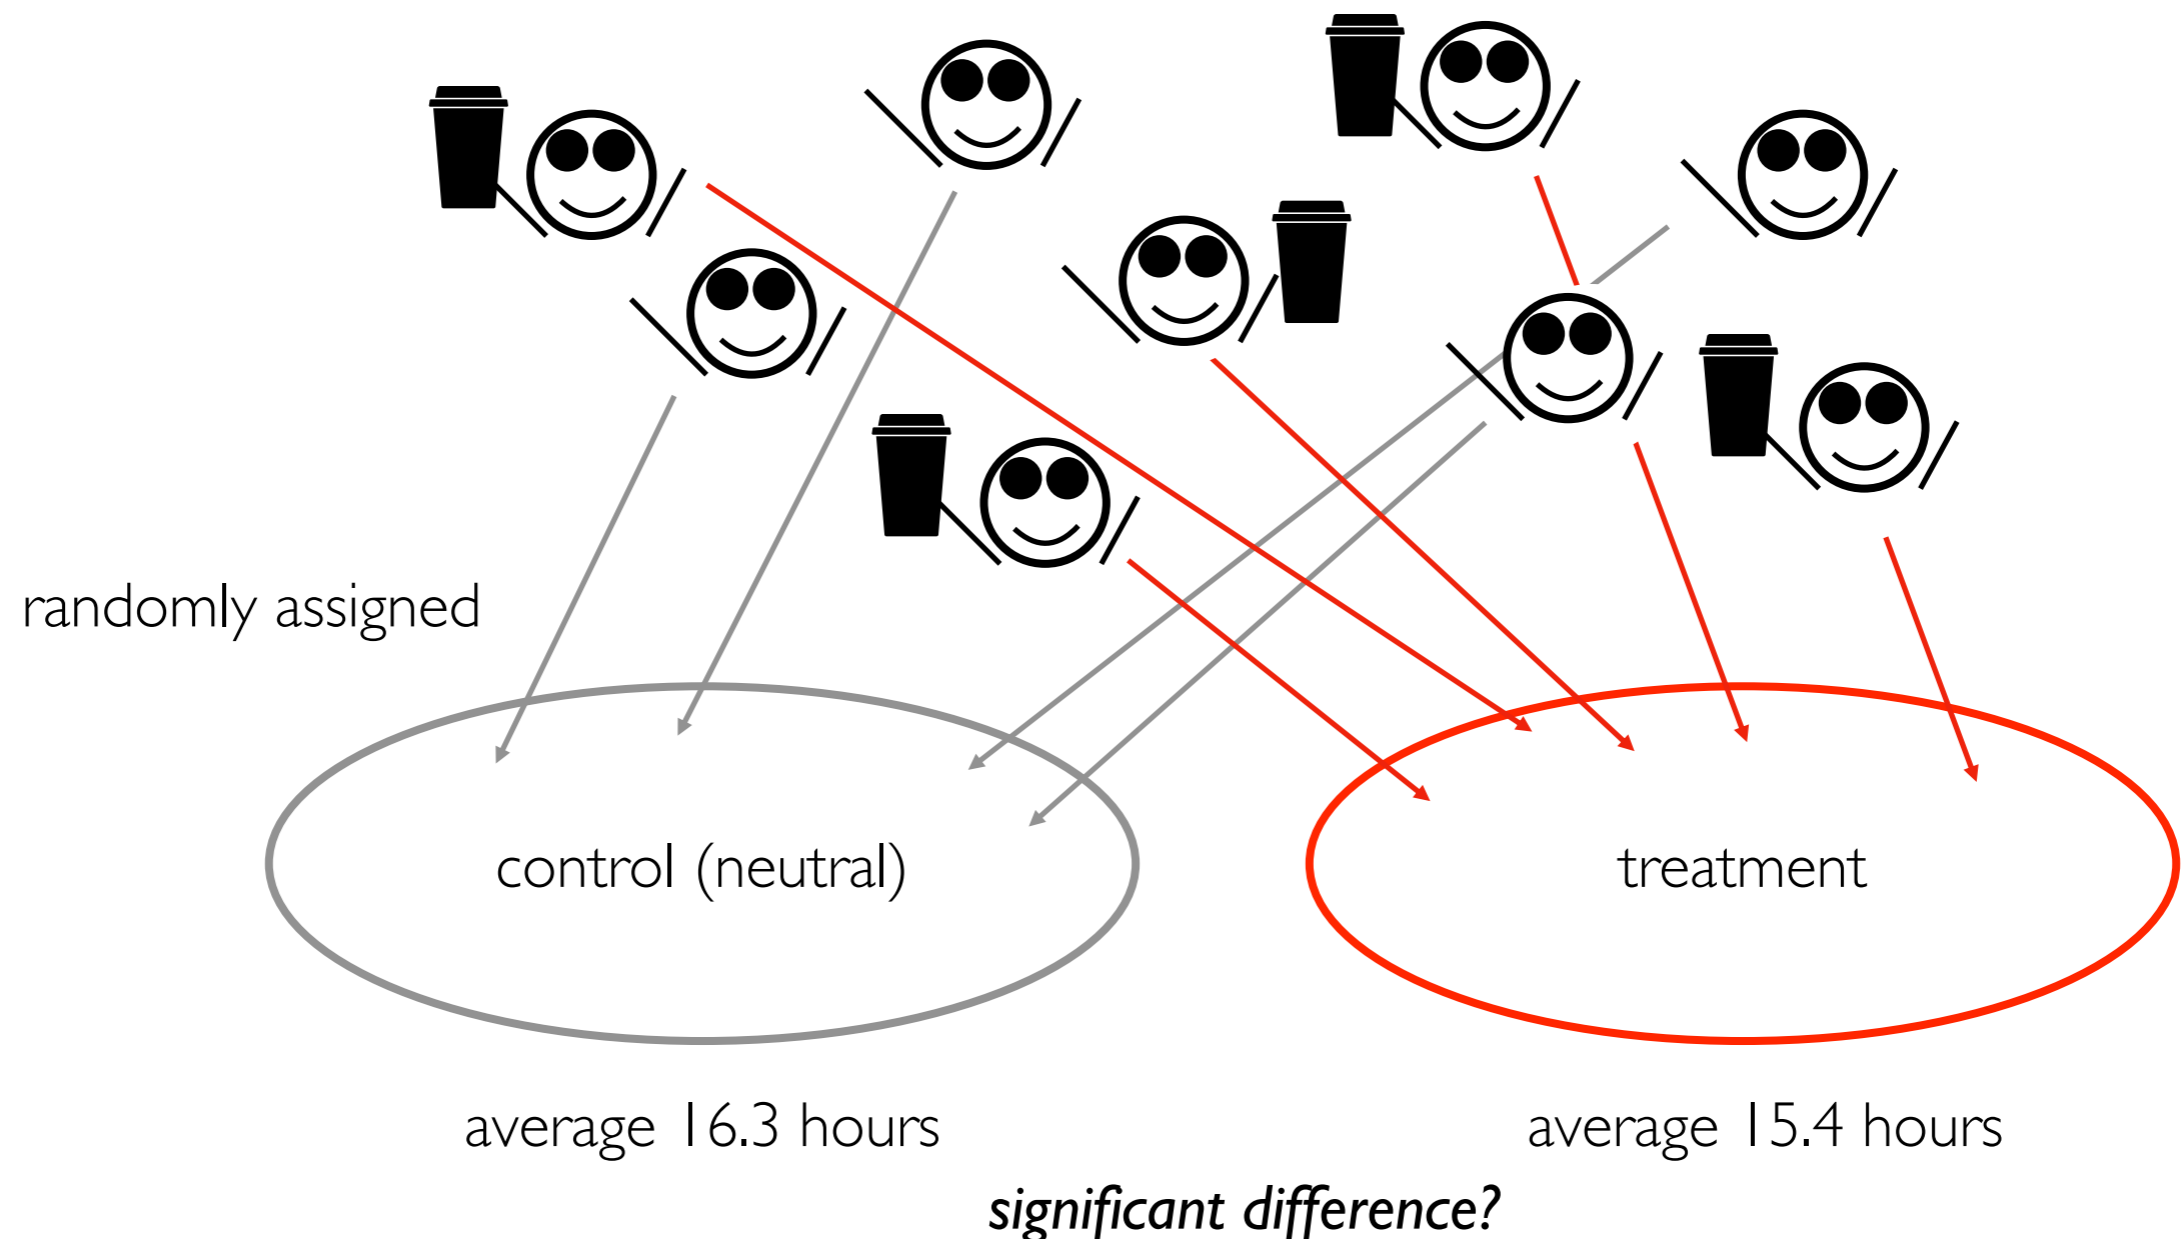 randomly assigned
control (neutral)
treatment
average 16.3 hours
average 15.4 hours
significant difference?